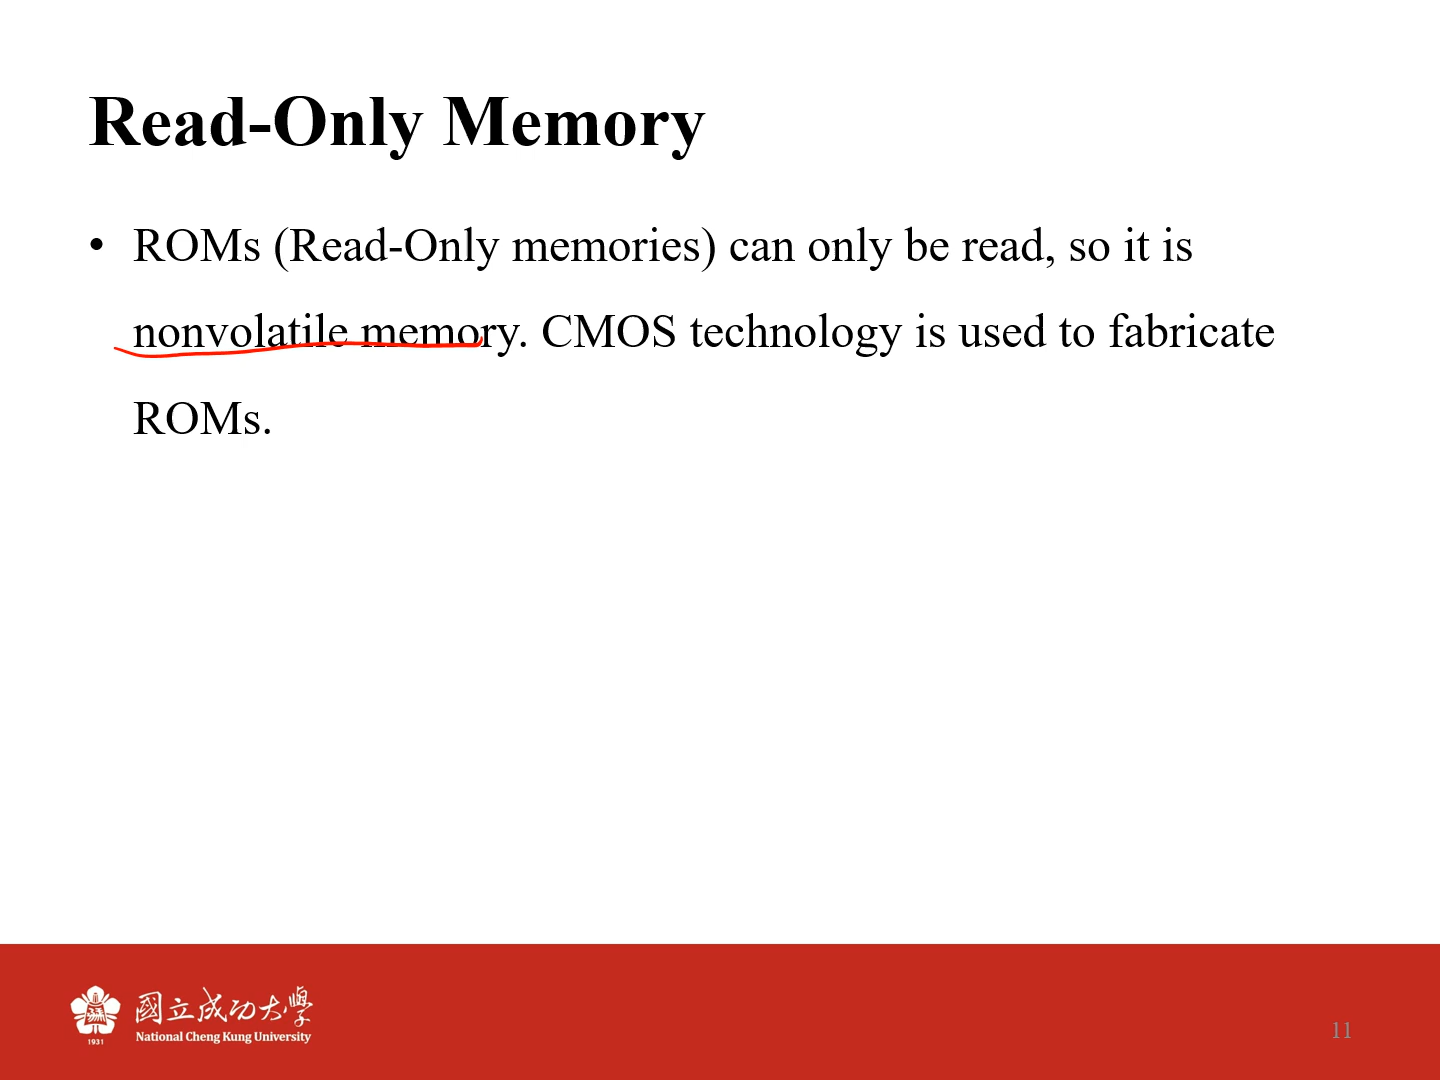 Read-Only Memory
• ROMs (Read-Only memories) can only be read, so it is
nonvolatile memory. CMOS technology is used to fabricate
ROMs.
國立成功大學
National Cheng Kung University
1931
11